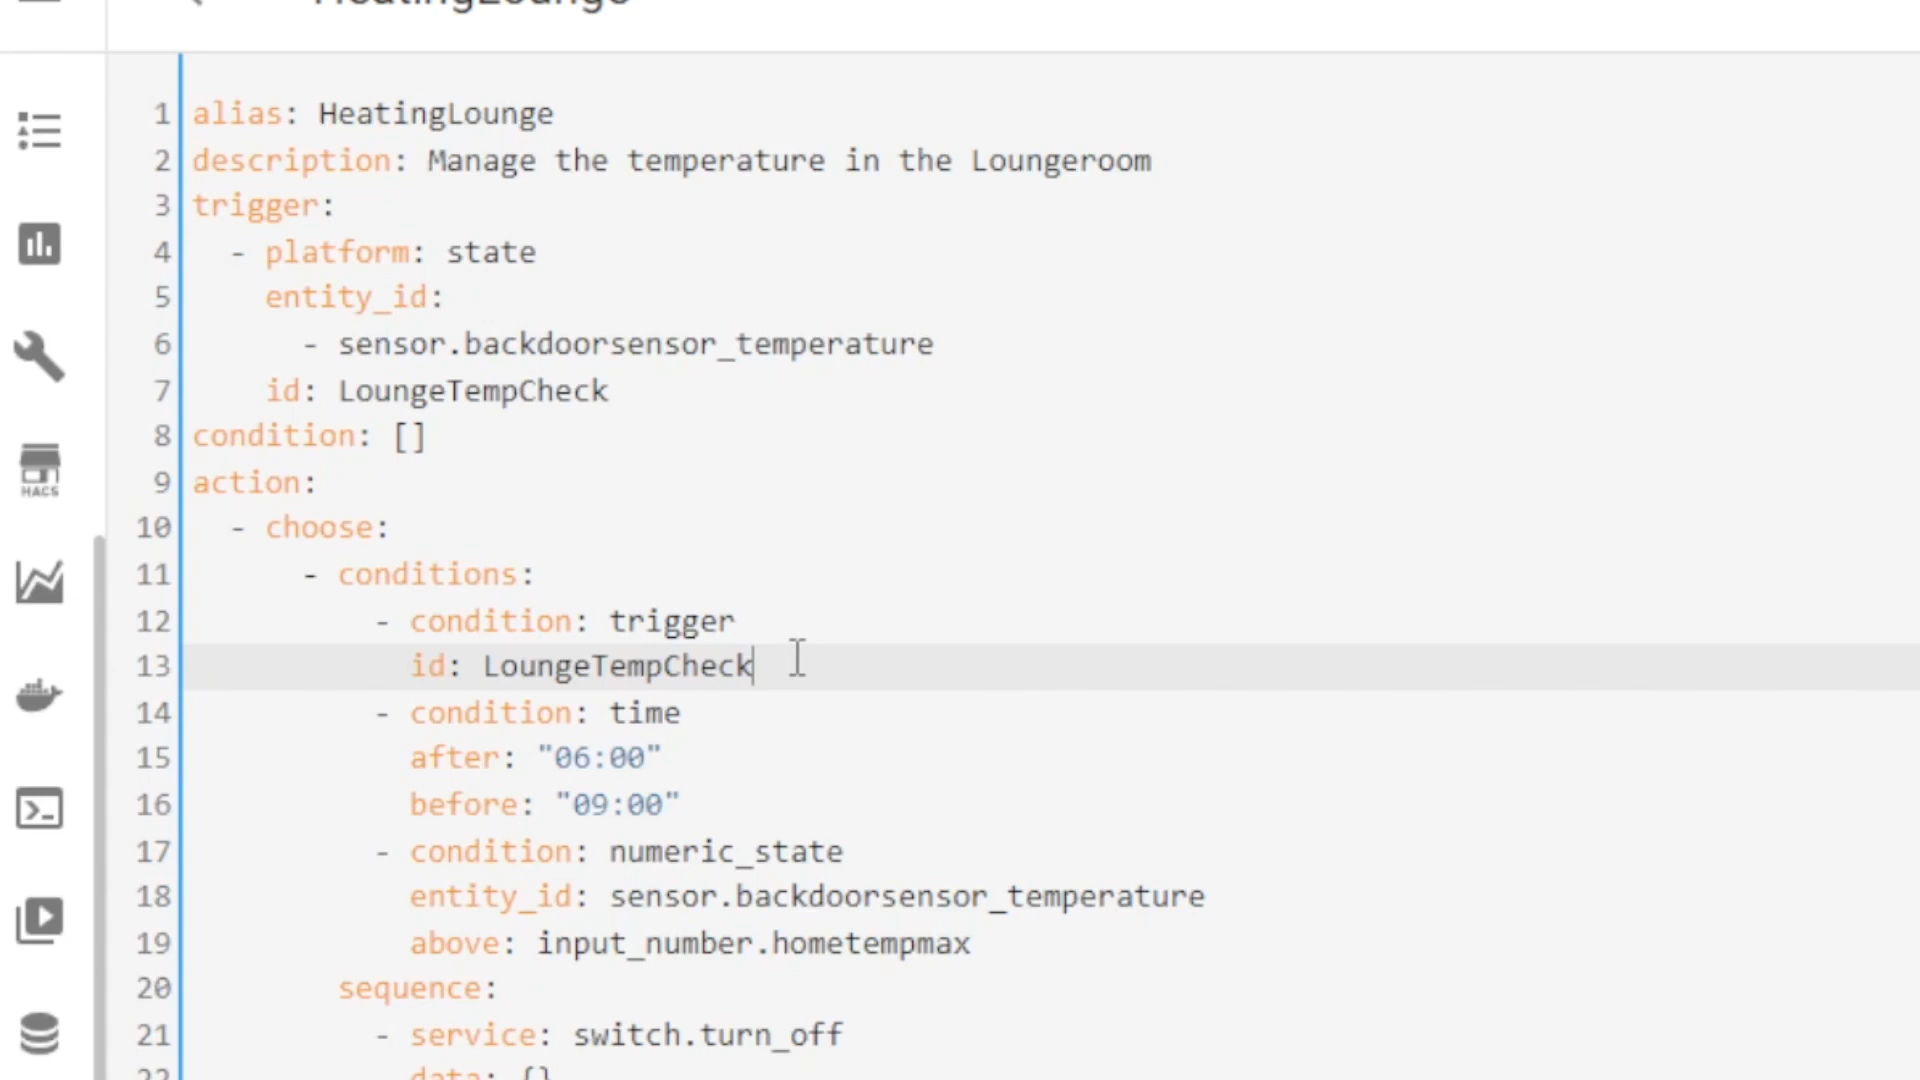 HeatingLounge
1 alias: HeatingLounge
2 description: Manage the temperature in the Loungeroom
3 trigger:
4 - platform: state
5 entity_id:
6 - sensor.backdoorsensor_temperature
7 id: LoungeTempCheck
8 condition: []
9 action:
10 - choose:
11 - conditions:
12 - condition: trigger
13 id: LoungeTempCheck
14 - condition: time
15 after: "06:00"
16 before: "09:00"
17 - condition: numeric_state
18 entity_id: sensor.backdoorsensor_temperature
19 above: input_number.hometempmax
20 sequence:
21 - service: switch.turn_off
22 data: {}
HACS